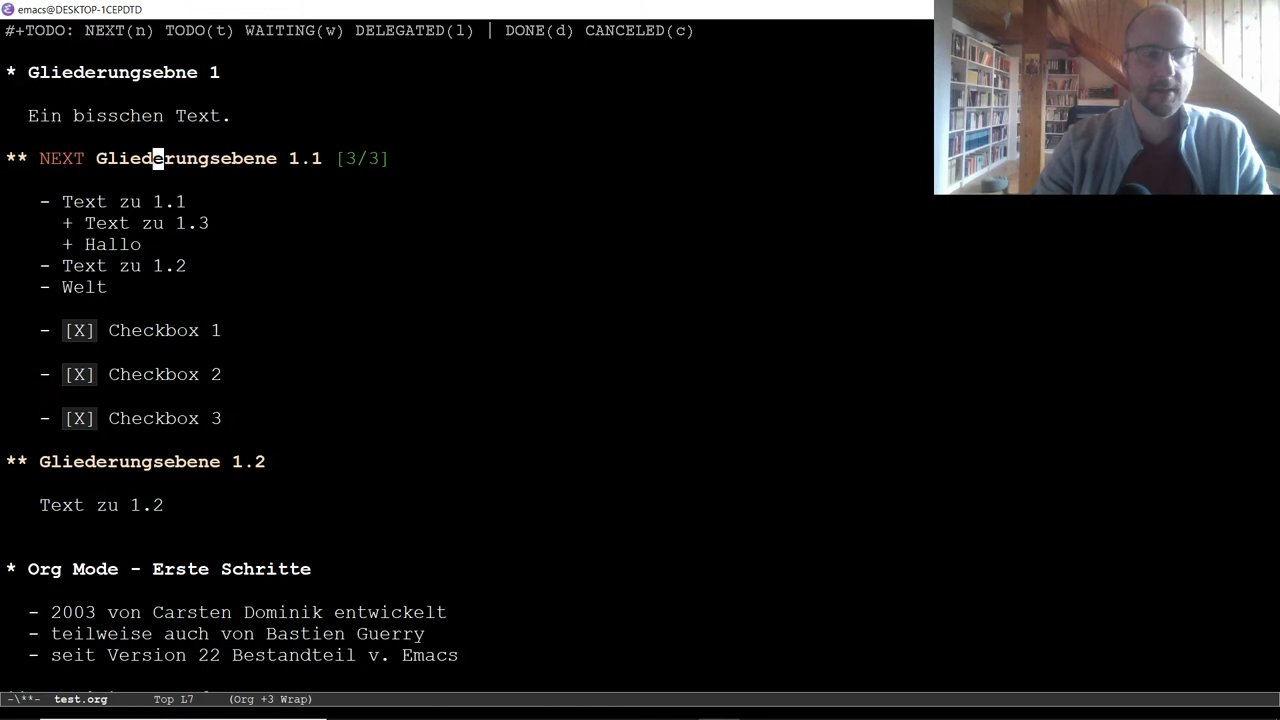 emacs@DESKTOP-1CEPDTD
#+TODO: NEXT(n) TODO(t) WAITING(w) DELEGATED(l) | DONE(d) CANCELED(c)
* Gliederungsebne 1
Ein bisschen Text.
** NEXT Gliederungsebene 1.1 [3/3]
- Text zu 1.1
+ Text zu 1.3
+ Hallo
- Text zu 1.2
- Welt
- [X] Checkbox 1
- [X] Checkbox 2
- [X] Checkbox 3
** Gliederungsebene 1.2
Text zu 1.2
* Org Mode - Erste Schritte
- 2003 von Carsten Dominik entwickelt
- teilweise auch von Bastien Guerry
- seit Version 22 Bestandteil v. Emacs
-\**- test.org Top L7 (Org +3 Wrap)